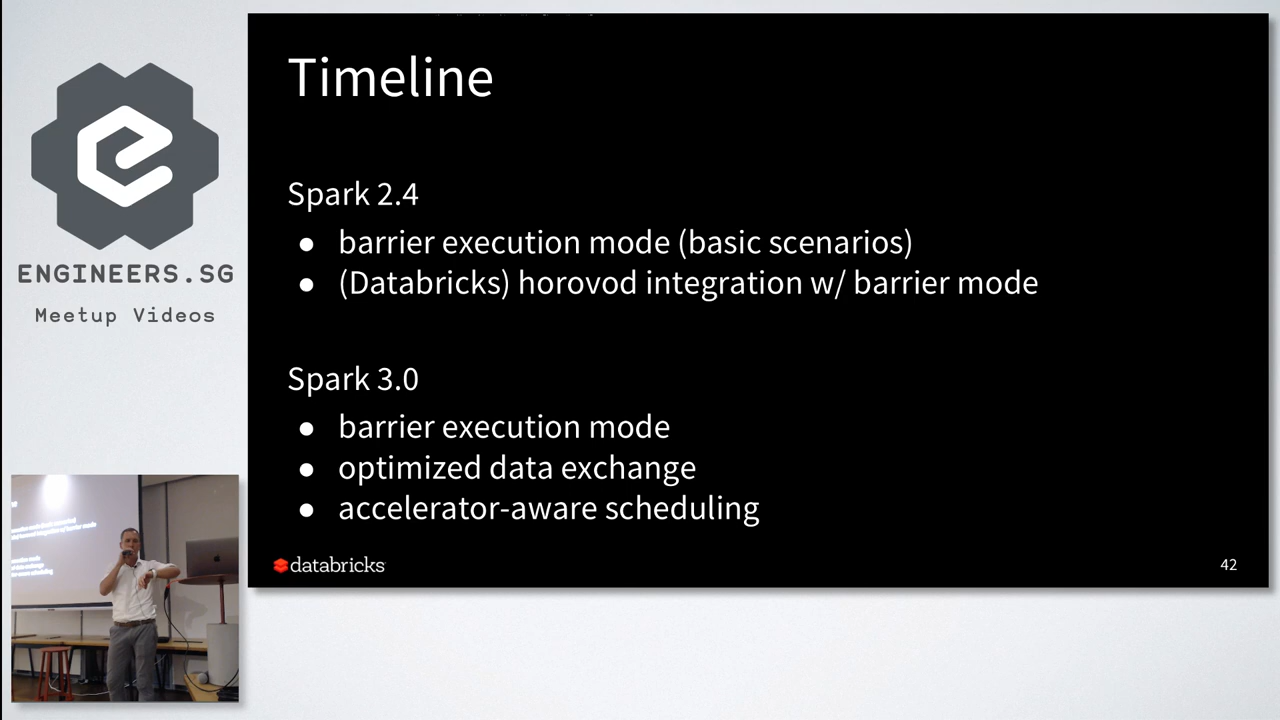 ENGINEERS.SG
Meetup Videos
Timeline
Spark 2.4
● barrier execution mode (basic scenarios)
● (Databricks) horovod integration w/ barrier mode
Spark 3.0
● barrier execution mode
● optimized data exchange
● accelerator-aware scheduling
databricks
42